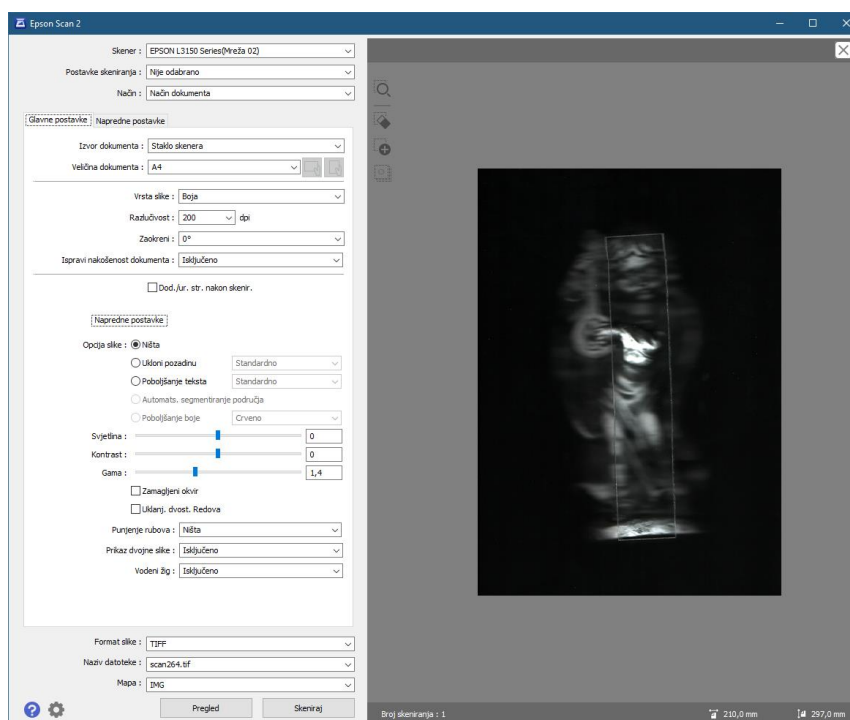 Epson Scan 2
Skener : EPSON L3150 Series(Mreža 02)
Postavke skeniranja : Nije odabrano
Način : Način dokumenta
Glavne postavke Napredne postavke
Izvor dokumenta : Staklo skenera
Veličina dokumenta : A4
Vrsta slike : Boja
Razlučivost : 200 dpi
Zaokreni : 0°
Ispravi nakošenost dokumenta : Isključeno
Dod./ur. str. nakon skenir.
Napredne postavke
Opcija slike : Ništa
Ukloni pozadinu Standardno
Poboljšanje teksta Standardno
Automats. segmentiranje područja
Poboljšanje boje Crveno
Svjetlina : 0
Kontrast : 0
Gama : 1,4
Zamagljeni okvir
Uklanj. dvost. Redova
Punjenje rubova : Ništa
Prikaz dvojne slike : Isključeno
Vodeni žig : Isključeno
Format slike : TIFF
Naziv datoteke : scan264.tif
Mapa : IMG
Pregled Skeniraj
Broj skeniranja : 1 210,0 mm 297,0 mm